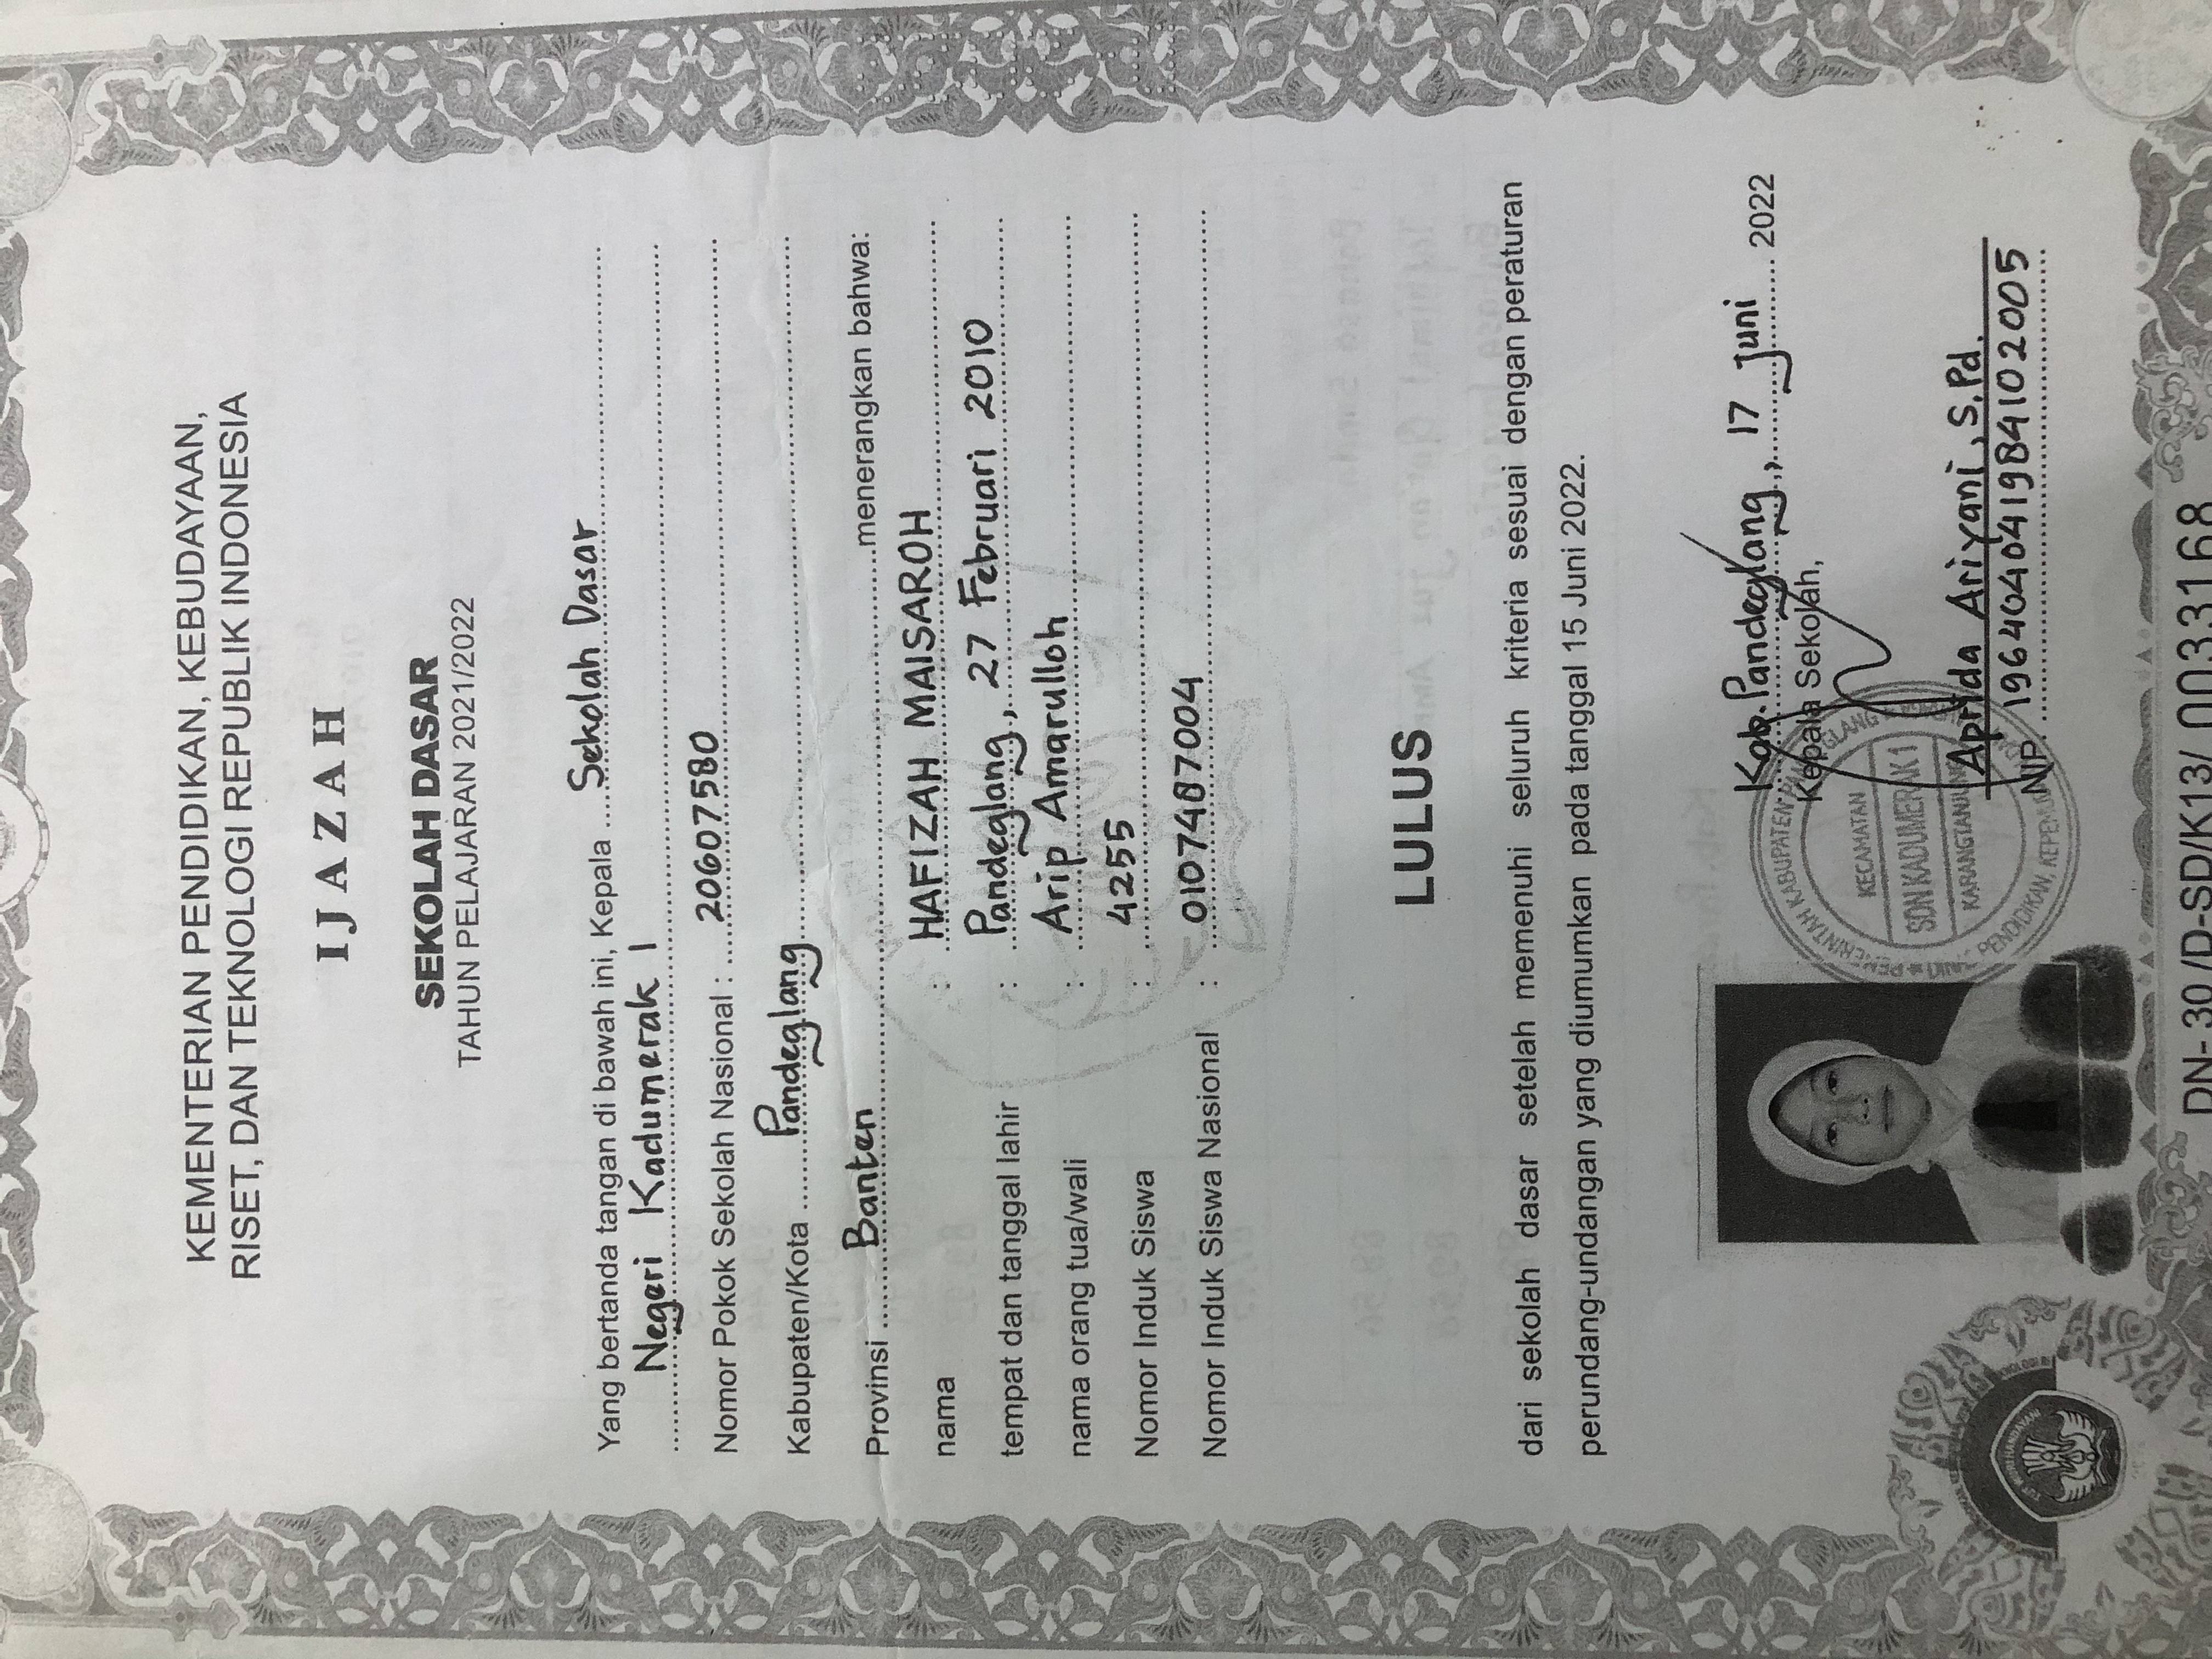 KEMENTERIAN PENDIDIKAN, KEBUDAYAAN,
RISET, DAN TEKNOLOGI REPUBLIK INDONESIA
IJAZAH
SEKOLAH DASAR
TAHUN PELAJARAN 2021/2022
Yang bertanda tangan di bawah ini, Kepala Sekolah Dasar
Negeri Kadumerak 1
Nomor Pokok Sekolah Nasional : 20607580
Kabupaten/Kota Pandeglang
Provinsi Banten menerangkan bahwa:
nama : HAFIZAH MAISAROH
tempat dan tanggal lahir : Pandeglang, 27 Februari 2010
nama orang tua/wali : Arip Amarulloh
Nomor Induk Siswa : 4255
Nomor Induk Siswa Nasional : 0107487004
LULUS
dari sekolah dasar setelah memenuhi seluruh kriteria sesuai dengan peraturan
perundang-undangan yang diumumkan pada tanggal 15 Juni 2022.
Kab. Pandeglang, 17 Juni 2022
Kepala Sekolah,
PEMERINTAH KABUPATEN PANDEGLANG
KECAMATAN
SDN KADUMERAK 1
KARANGTANJUNG
Aprida Ariyani, S.Pd.
NIP. 196404041984102005
TUT WURI HANDAYANI
DN- 30 /D-SD/K13/ 0033168